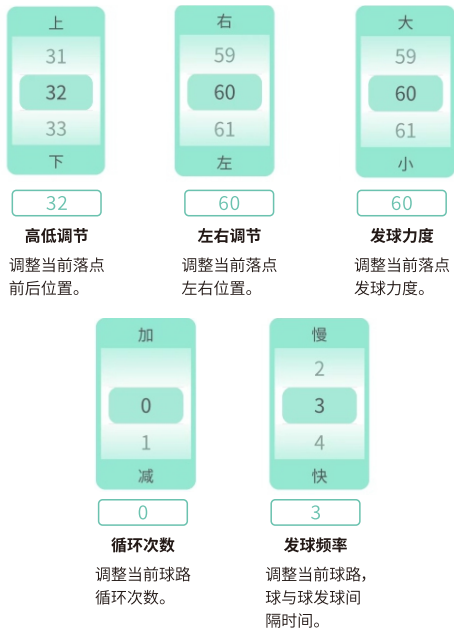 上
31
32
33
下
32
高低调节
调整当前落点
前后位置。
右
59
60
61
左
60
左右调节
调整当前落点
左右位置。
大
59
60
61
小
60
发球力度
调整当前落点
发球力度。
加
0
1
减
0
循环次数
调整当前球路
循环次数。
慢
2
3
4
快
3
发球频率
调整当前球路，
球与球发球间
隔时间。